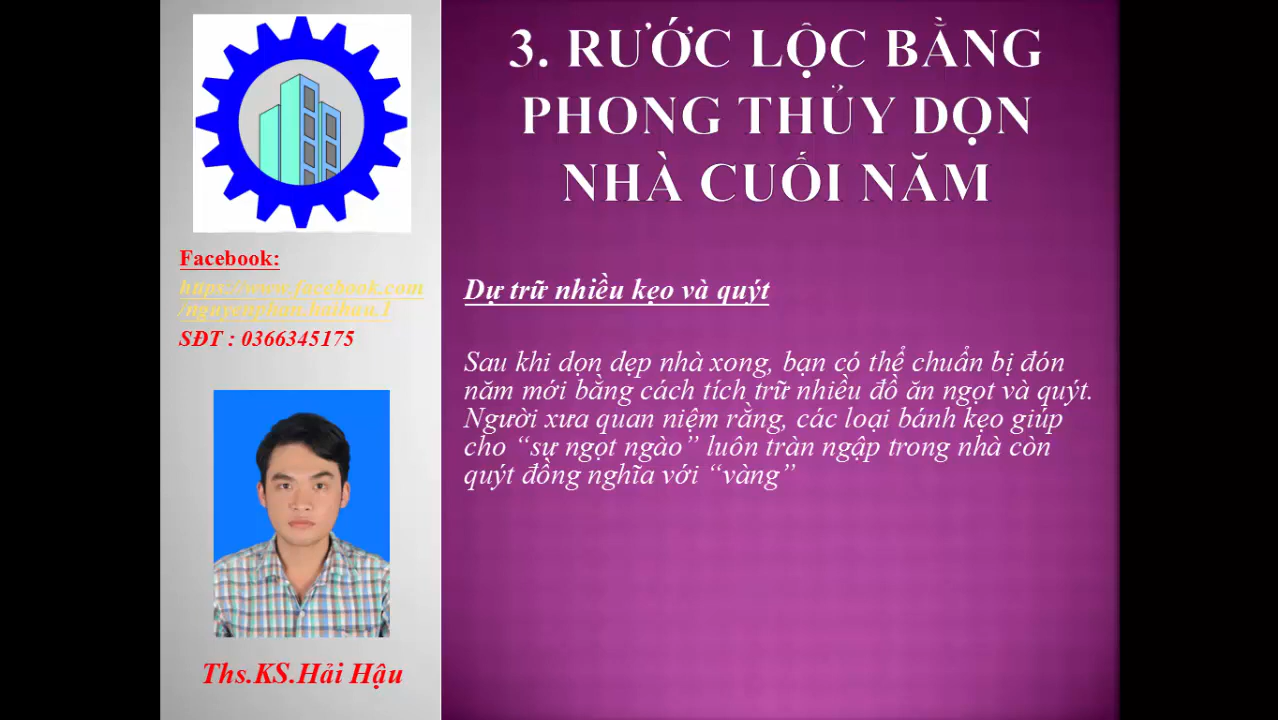 3. RƯỚC LỘC BẰNG
PHONG THỦY DỌN
NHÀ CUỐI NĂM
Facebook:
https://www.facebook.com
/nguyenphan.haihau.1
SĐT : 0366345175
Ths.KS.Hải Hậu
Dự trữ nhiều kẹo và quýt
Sau khi dọn dẹp nhà xong, bạn có thể chuẩn bị đón
năm mới bằng cách tích trữ nhiều đồ ăn ngọt và quýt.
Người xưa quan niệm rằng, các loại bánh kẹo giúp
cho “sự ngọt ngào” luôn tràn ngập trong nhà còn
quýt đồng nghĩa với “vàng”